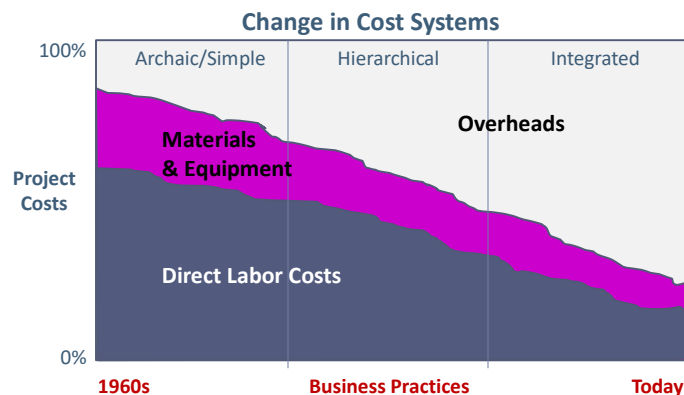 Change in Cost Systems
100%
Archaic/Simple
Hierarchical
Integrated
Overheads
Materials
& Equipment
Project
Costs
Direct Labor Costs
0%
1960s
Business Practices
Today